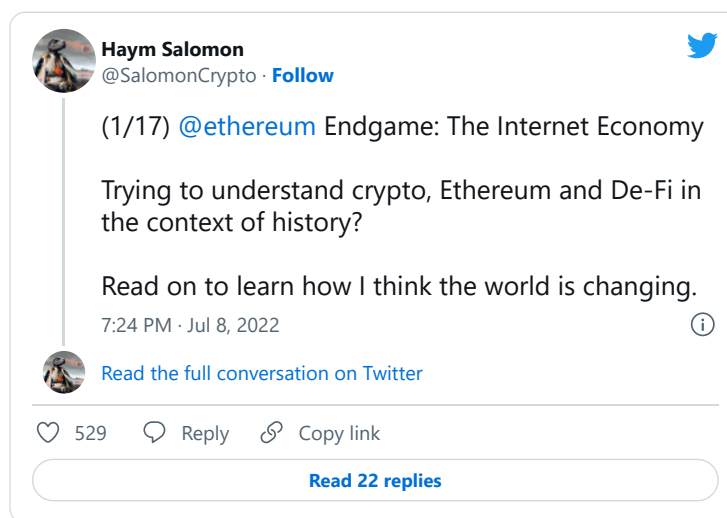 Haym Salomon
@SalomonCrypto · Follow
(1/17) @ethereum Endgame: The Internet Economy
Trying to understand crypto, Ethereum and De-Fi in
the context of history?
Read on to learn how I think the world is changing.
7:24 PM · Jul 8, 2022
Read the full conversation on Twitter
529 Reply Copy link
Read 22 replies